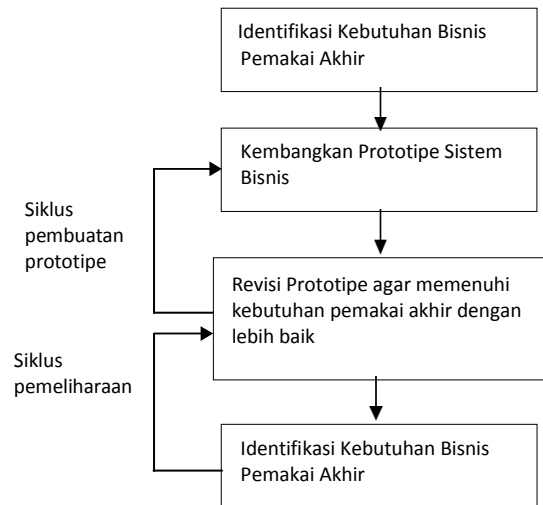 Identifikasi Kebutuhan Bisnis
Pemakai Akhir
Kembangkan Prototipe Sistem
Bisnis
Siklus
pembuatan
prototipe
Revisi Prototipe agar memenuhi
kebutuhan pemakai akhir dengan
lebih baik
Siklus
pemeliharaan
Identifikasi Kebutuhan Bisnis
Pemakai Akhir